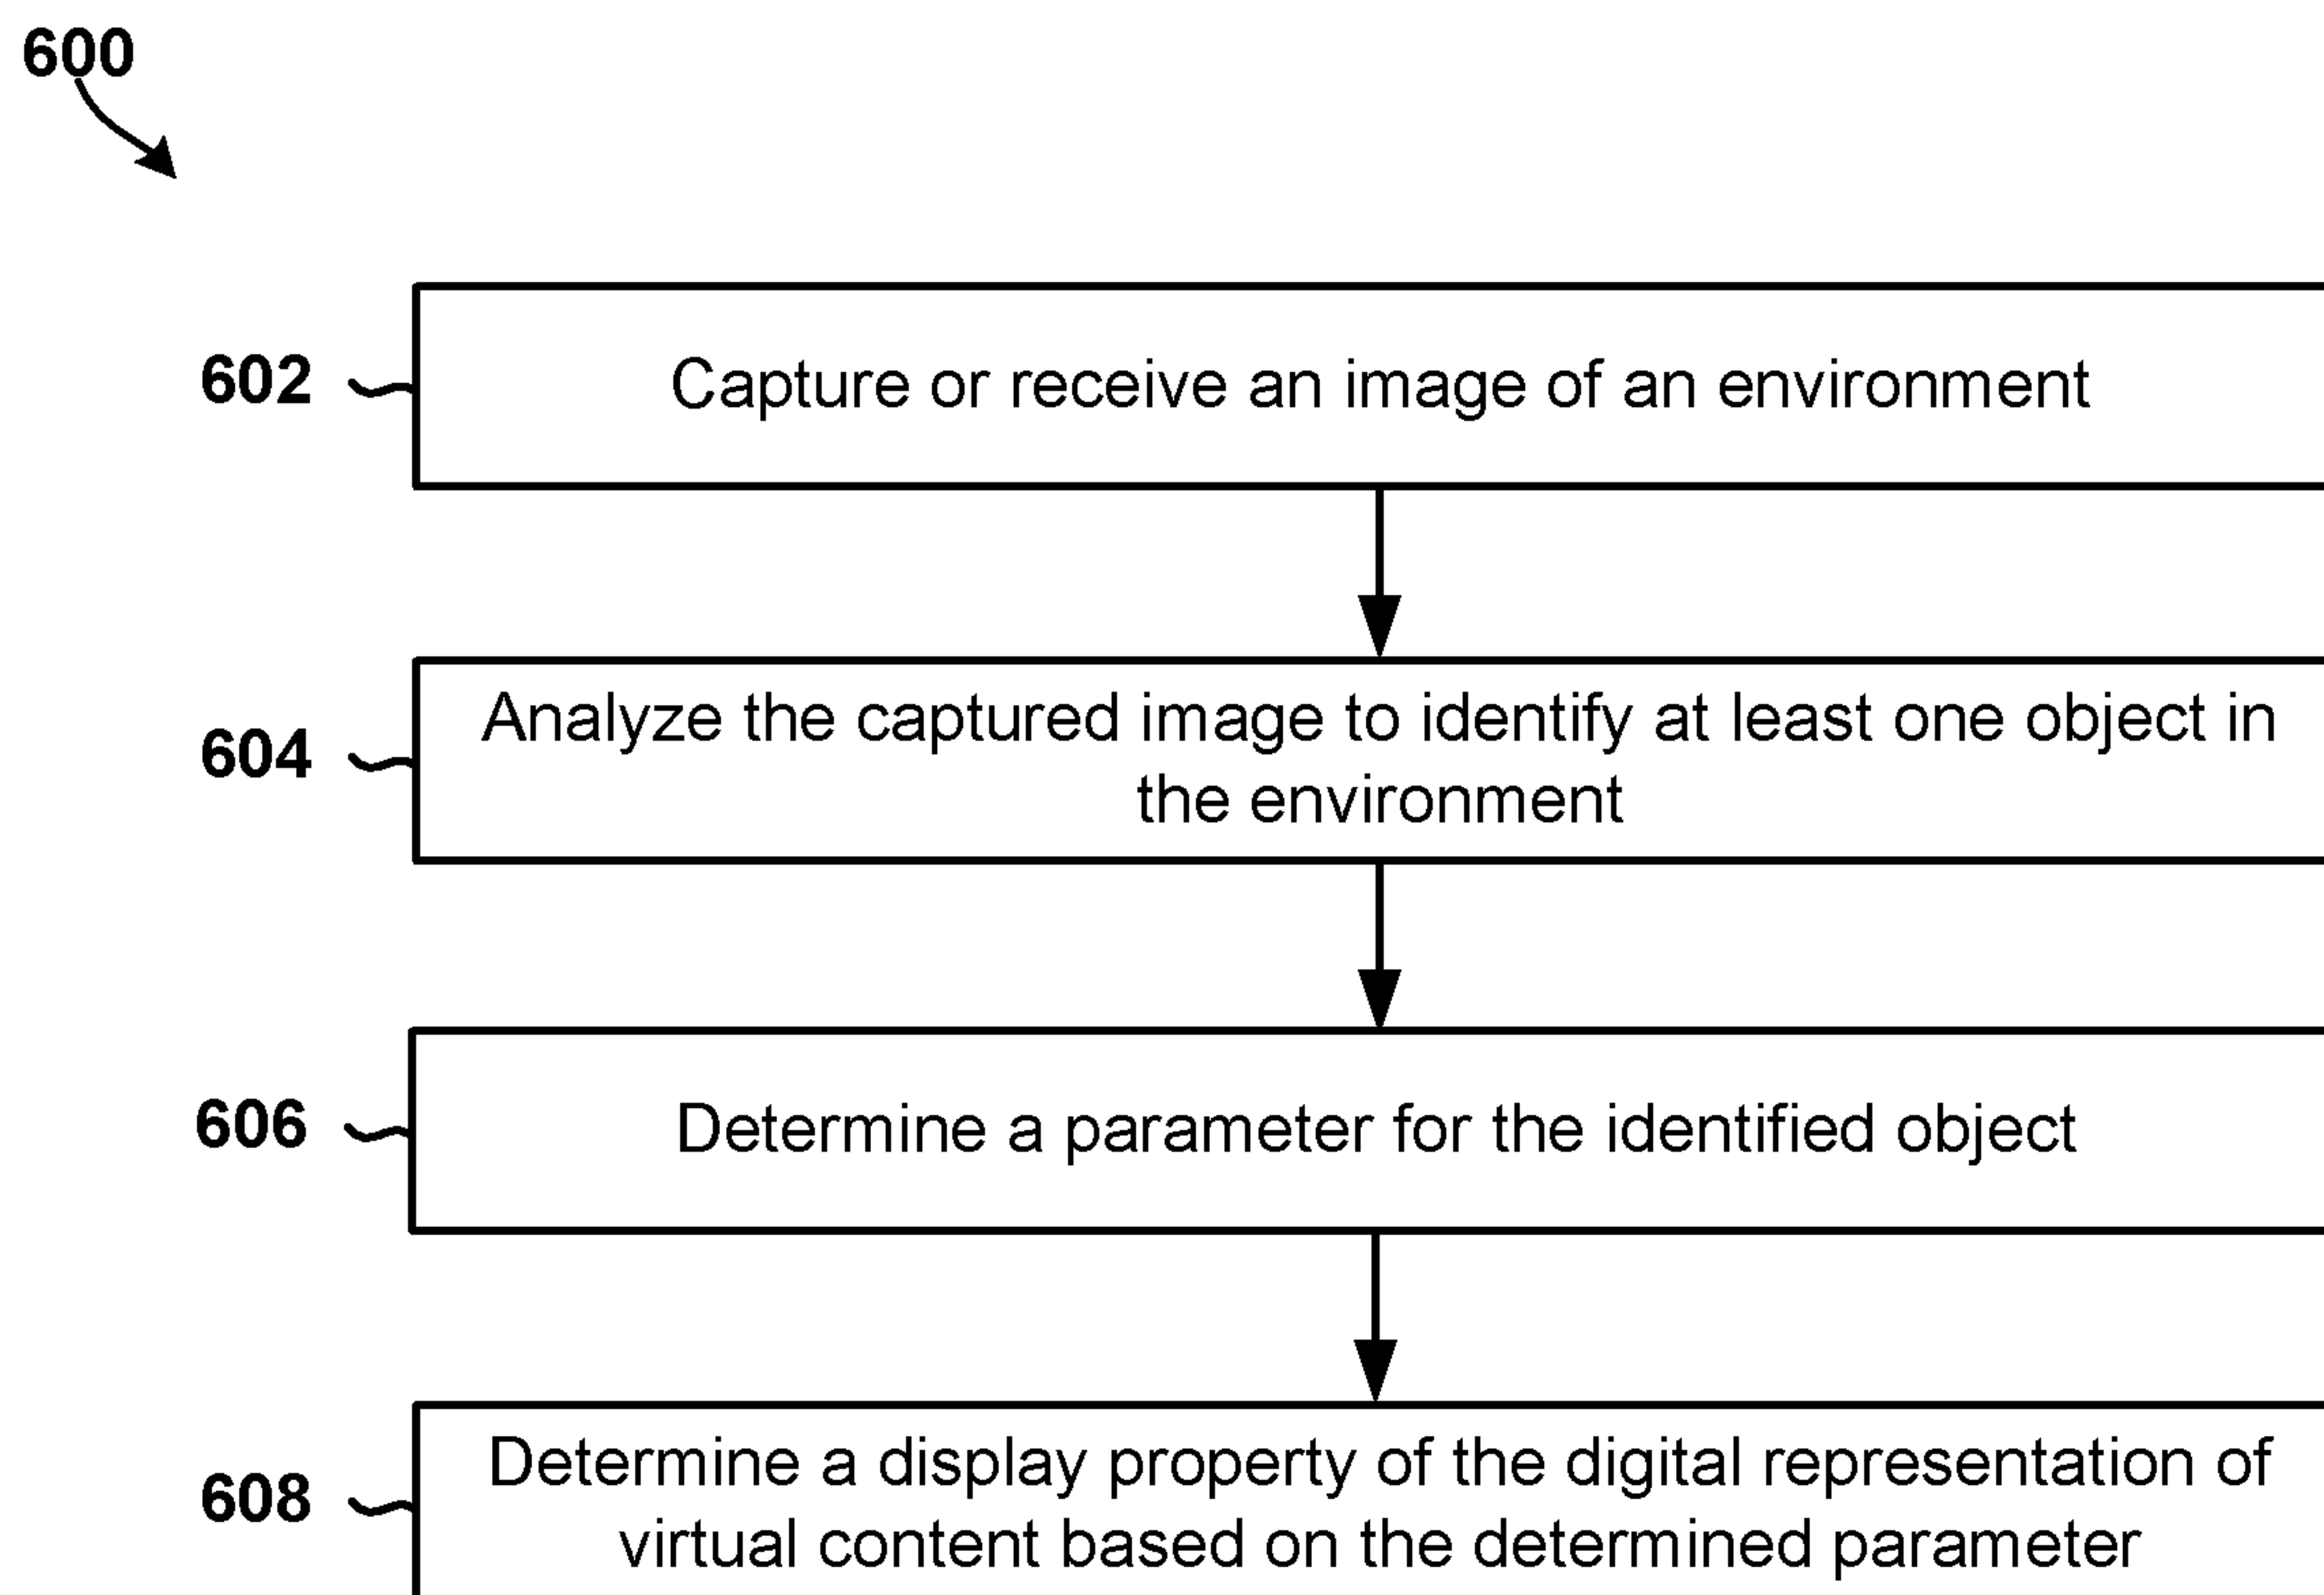 600
602
Capture or receive an image of an environment
604
Analyze the captured image to identify at least one object in
the environment
606
Determine a parameter for the identified object
608
Determine a display property of the digital representation of
virtual content based on the determined parameter